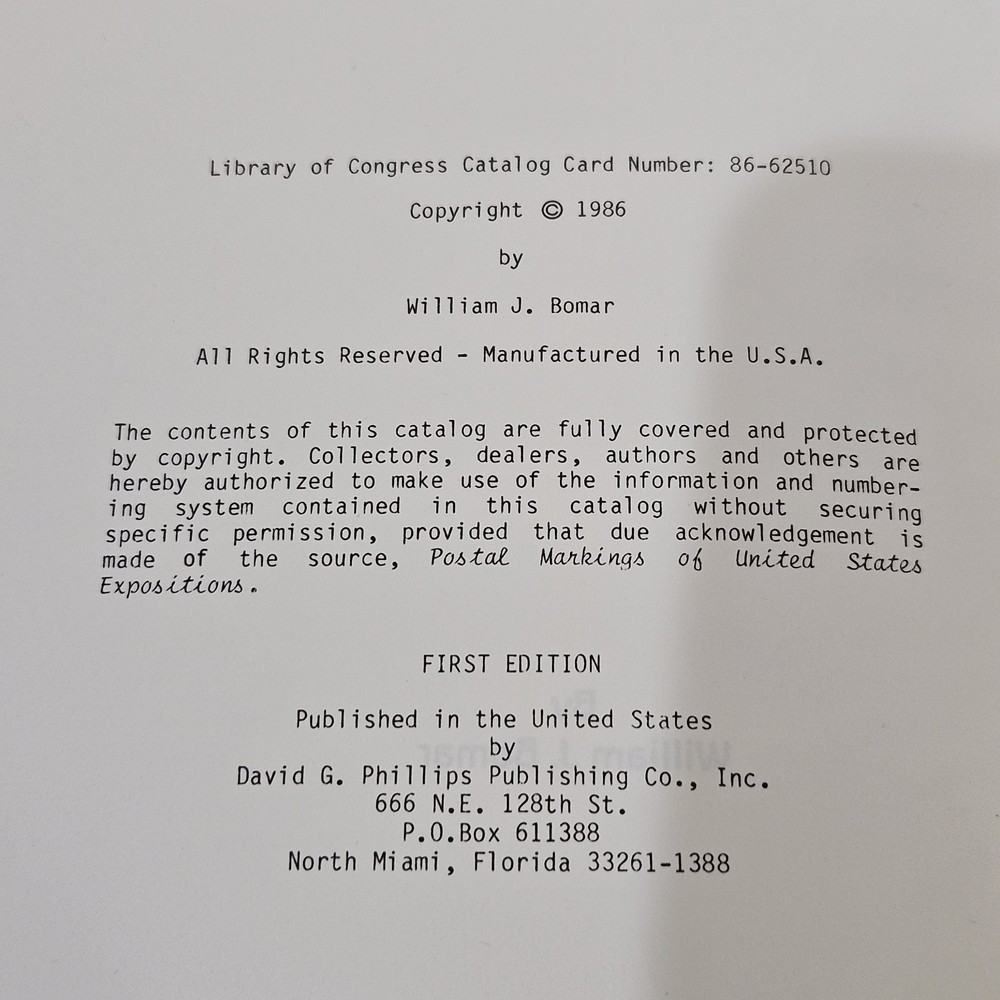 Library of Congress Catalog Card Number: 86-62510
Copyright © 1986
by
William J. Bomar
All Rights Reserved - Manufactured in the U.S.A.
The contents of this catalog are fully covered and protected
by copyright. Collectors, dealers, authors and others are
hereby authorized to make use of the information and number-
ing system contained in this catalog without securing
specific permission, provided that due acknowledgement is
made of the source, Postal Markings of United States
Expositions.
FIRST EDITION
Published in the United States
by
David G. Phillips Publishing Co., Inc.
666 N.E. 128th St.
P.O.Box 611388
North Miami, Florida 33261-1388
By
William J. Bomar